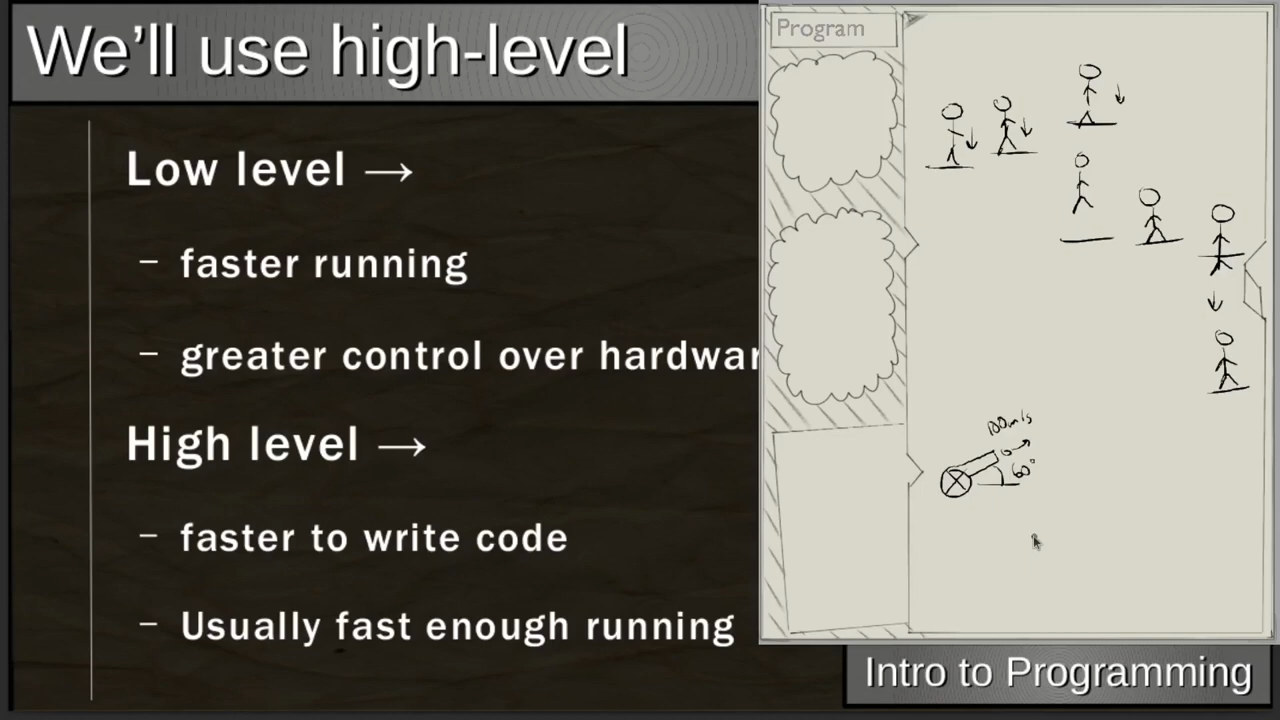 We'll use high-level
Low level →
– faster running
– greater control over hardwar
High level →
– faster to write code
– Usually fast enough running
Program
100m/s
60°
Intro to Programming